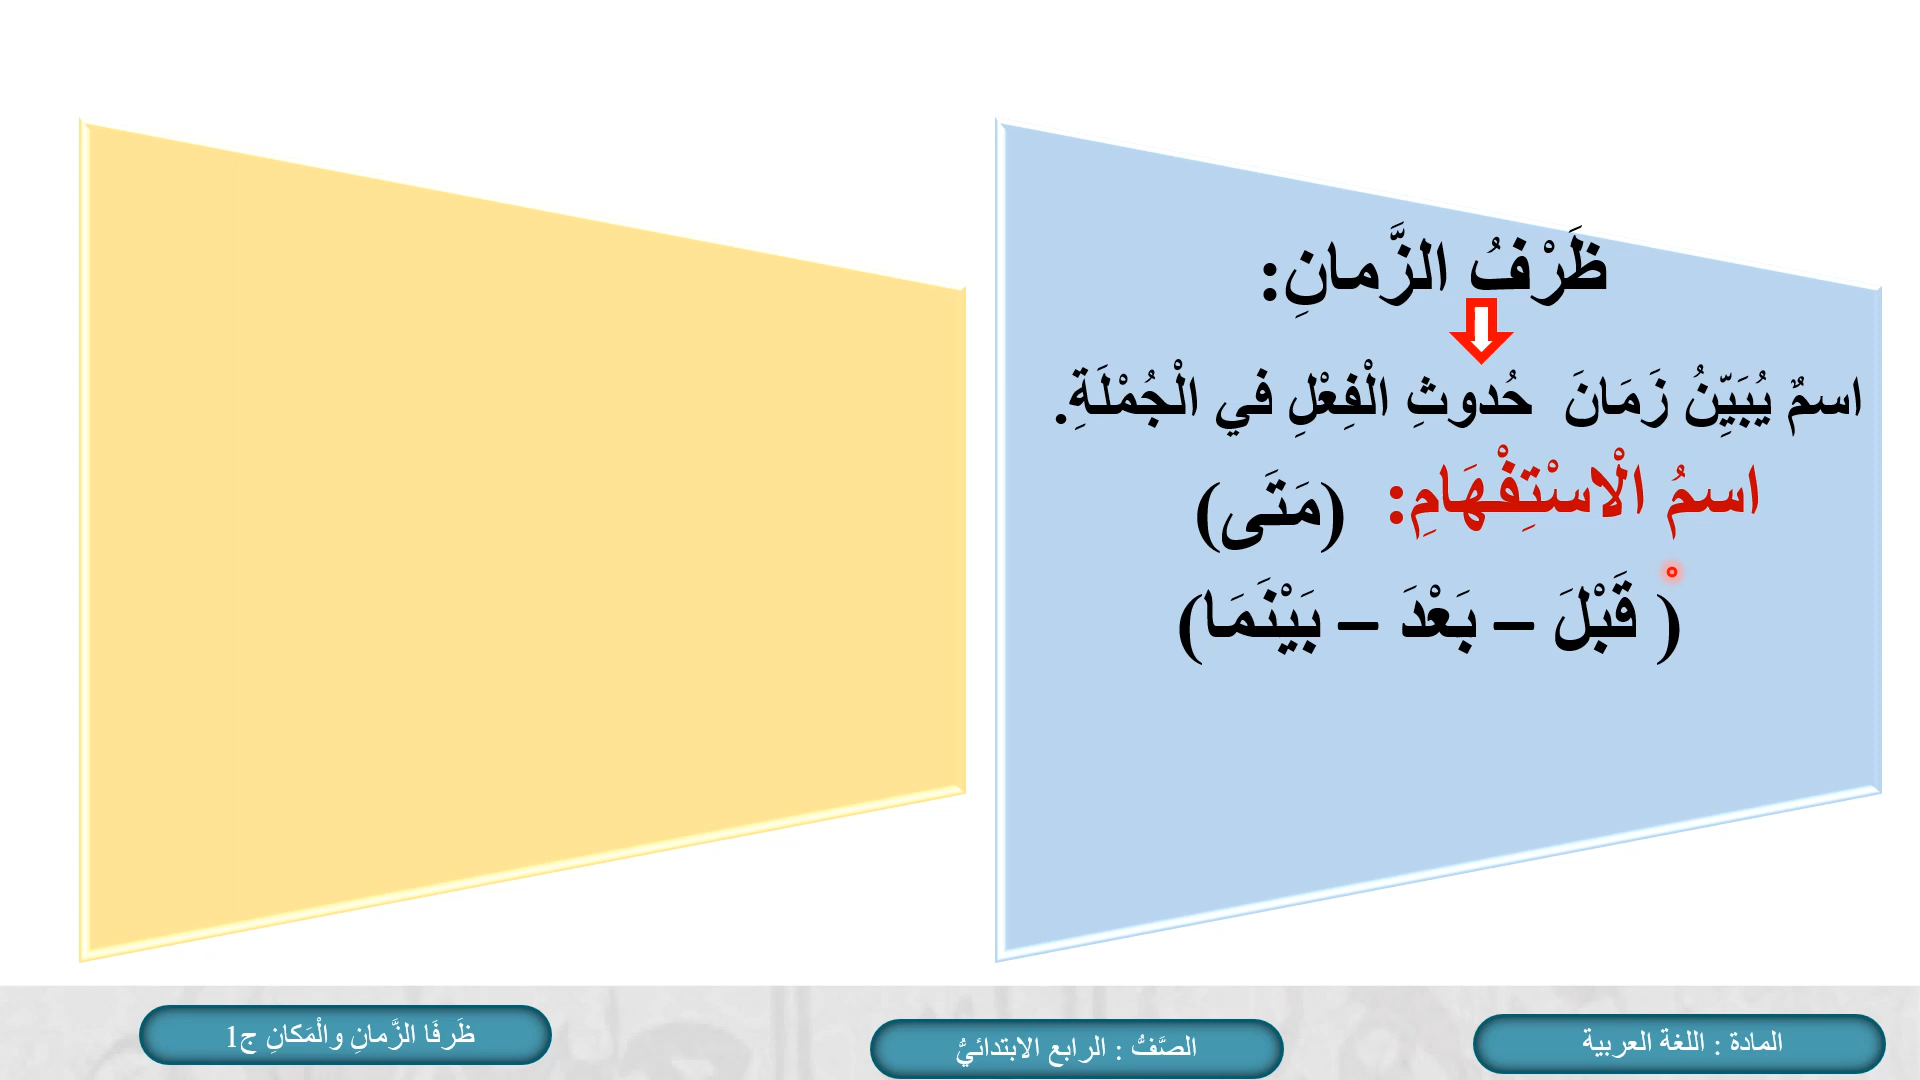 ظَرْفُ الزَّمانِ:
اسمٌ يُبَيِّنُ زَمَانَ حُدوثِ الْفِعْلِ في الْجُمْلَةِ.
اسمُ الْاسْتِفْهَامِ: (مَتَى)
( قَبْلَ – بَعْدَ – بَيْنَمَا)
المادة : اللغة العربية
الصَّفُّ : الرابع الابتدائيُّ
ظَرفَا الزَّمانِ والْمَكانِ ج1